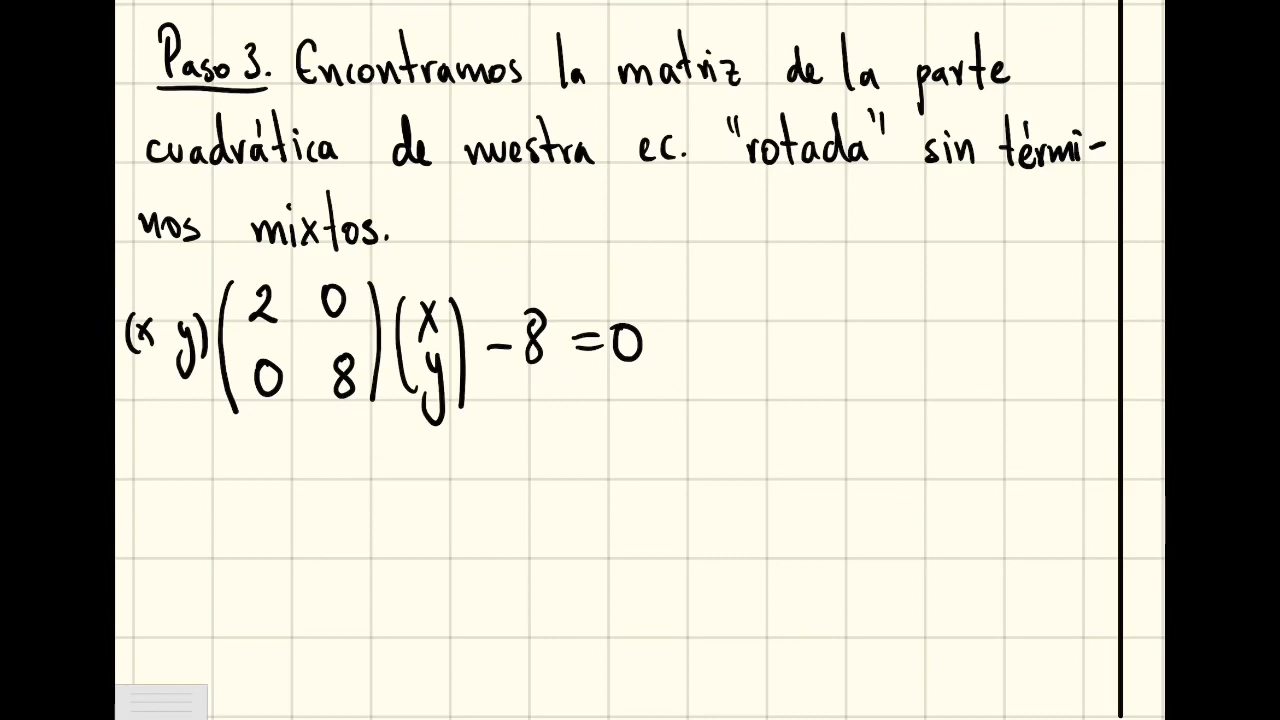 Paso 3. Encontramos la matriz de la parte
cuadrática de nuestra ec. "rotada" sin térmi-
nos mixtos.
(x y) (2 0
0 8) (x
y) - 8 = 0